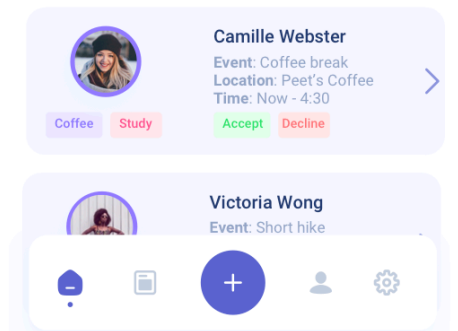 Camille Webster
Event: Coffee break
Location: Peet's Coffee
Time: Now - 4:30
Coffee
Study
Accept
Decline
Victoria Wong
Event: Short hike